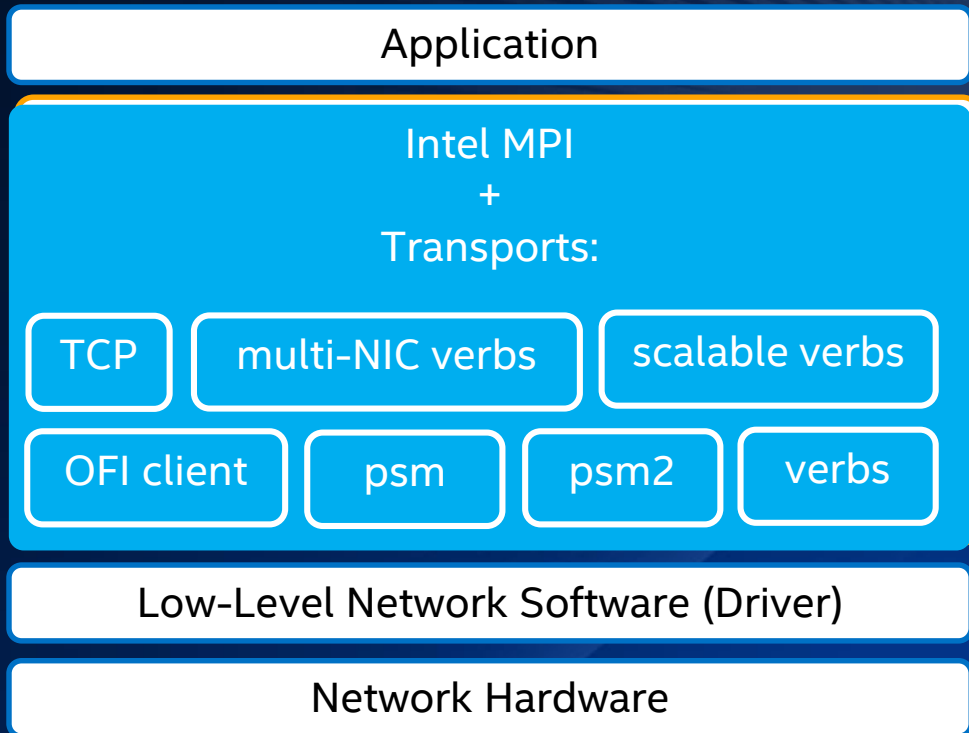 Application
Intel MPI
+
Transports:
TCP
multi-NIC verbs
scalable verbs
OFI client
psm
psm2
verbs
Low-Level Network Software (Driver)
Network Hardware